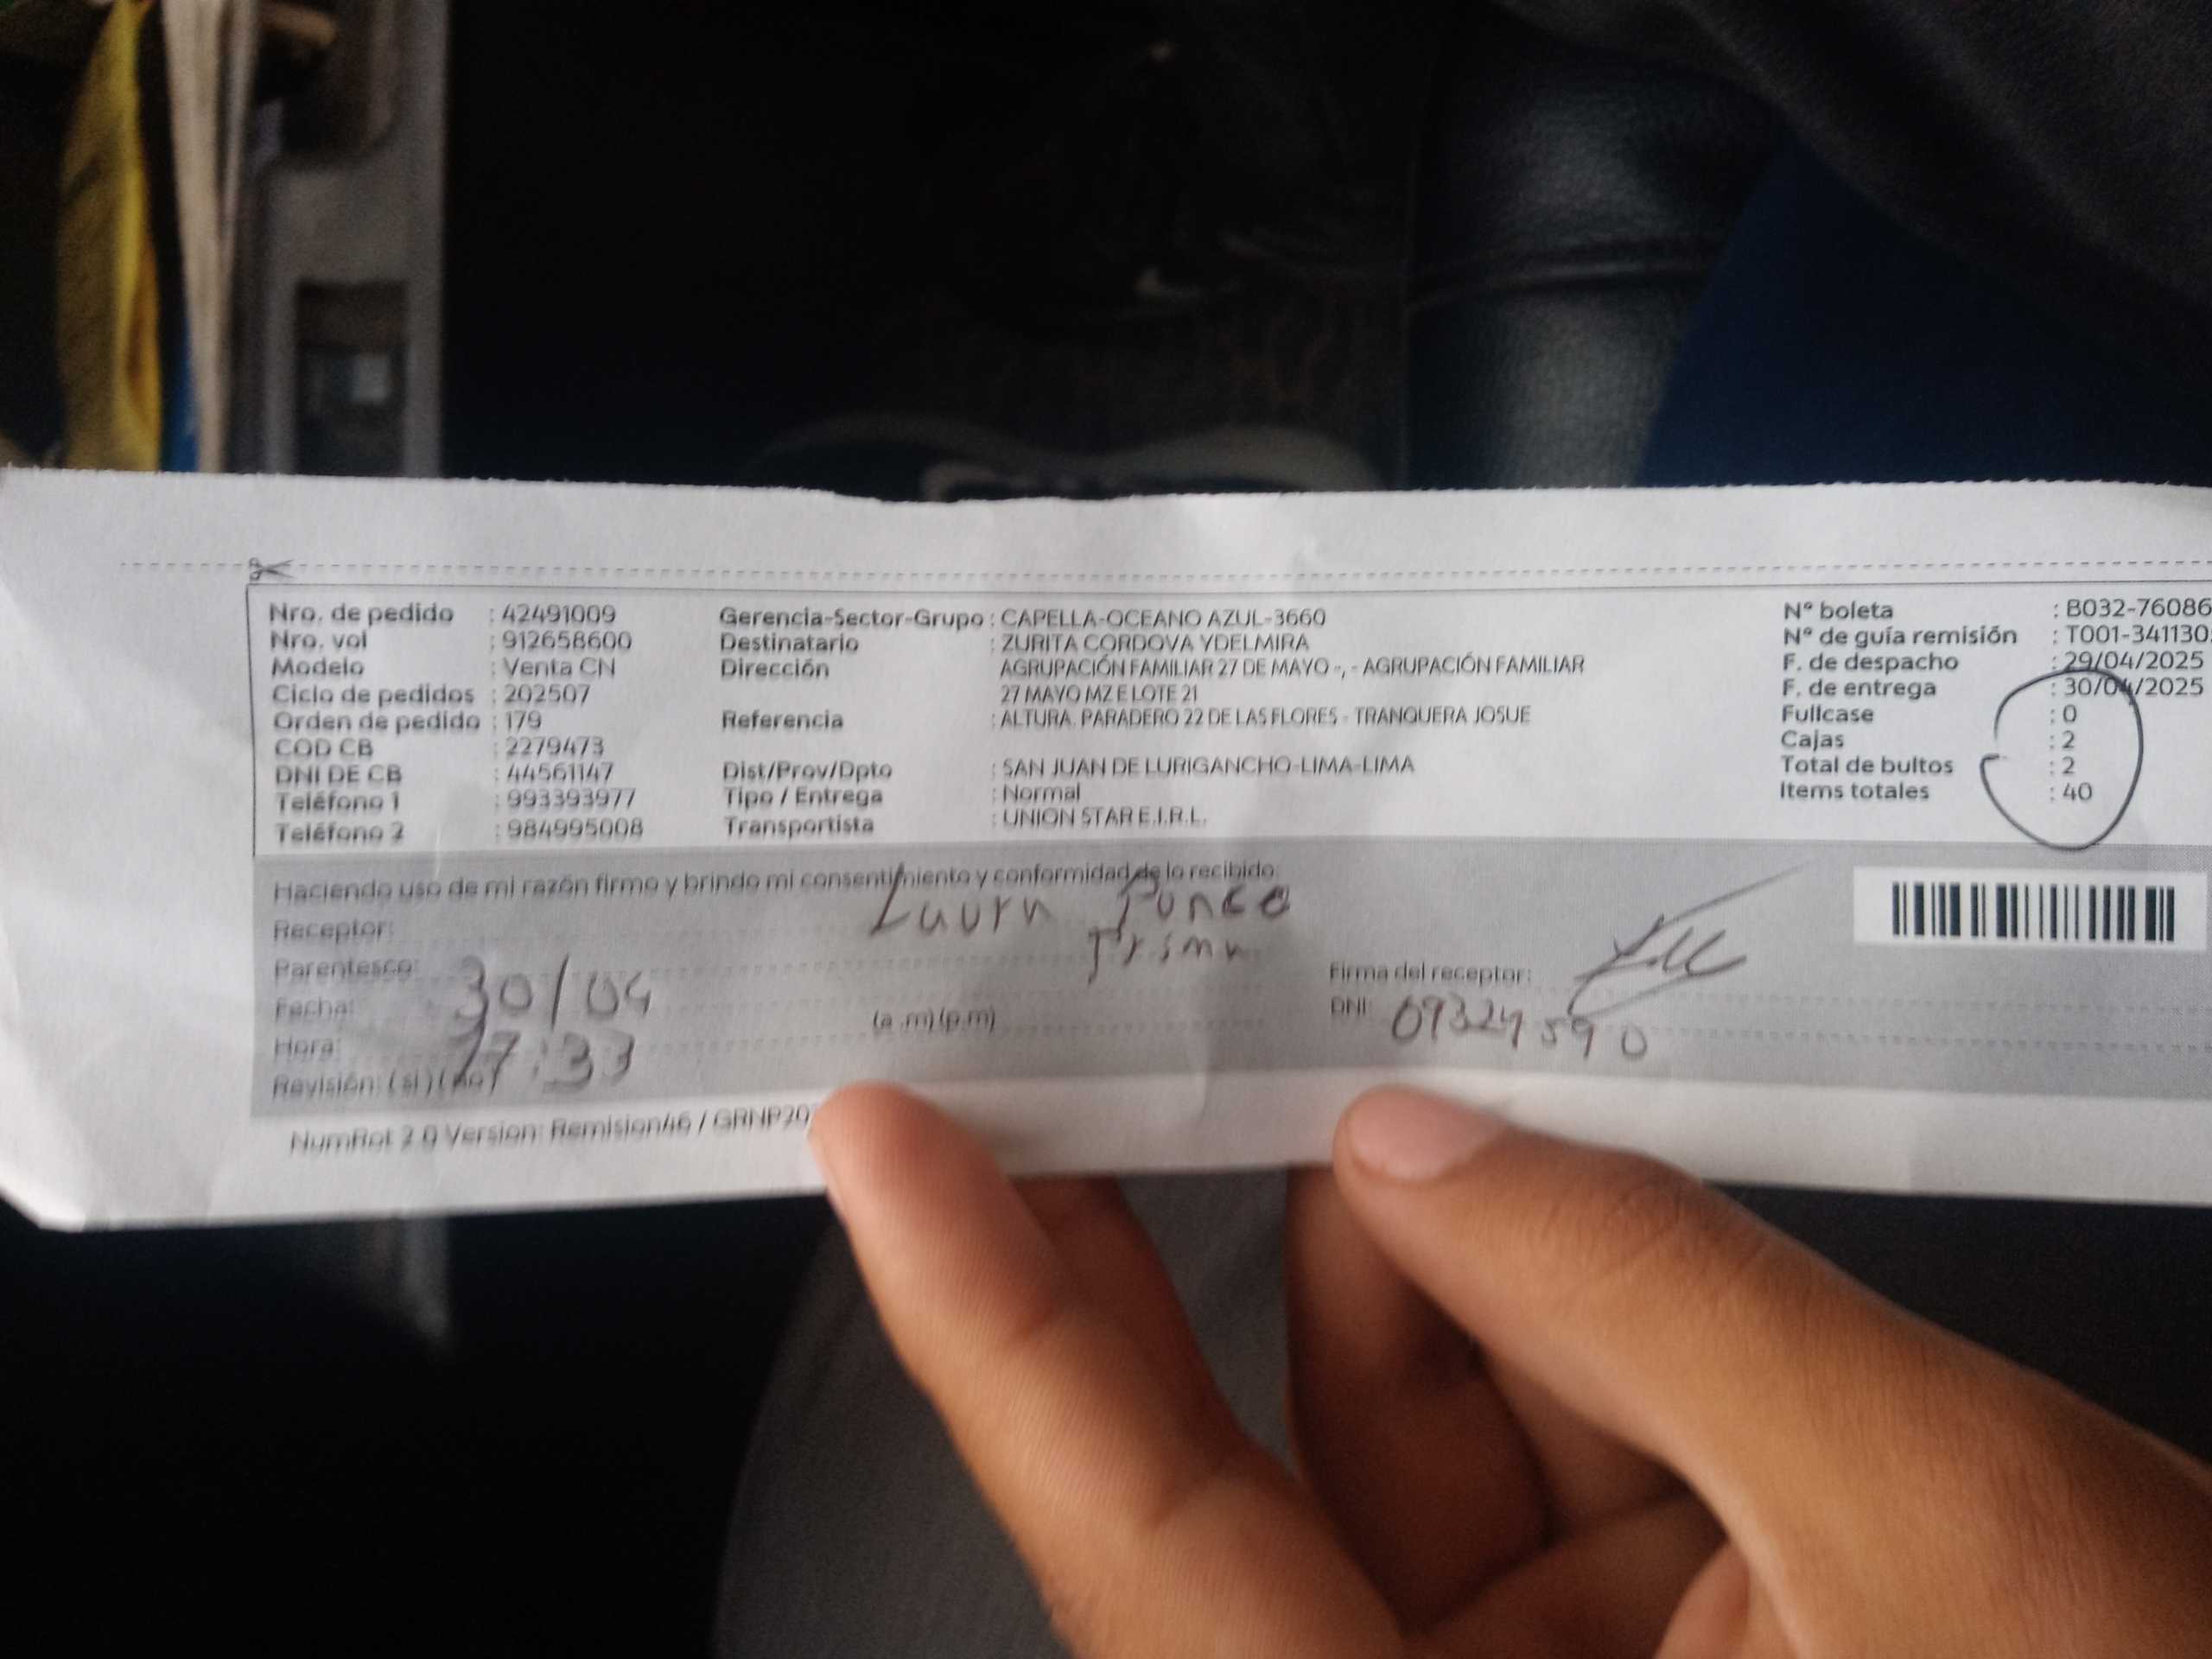 Nro. de pedido : 42491009
Nro. vol : 912658600
Modelo : Venta CN
Ciclo de pedidos : 202507
Orden de pedido : 179
COD CB : 2279473
DNI DE CB : 44561147
Teléfono 1 : 993393977
Teléfono 2 : 984995008
Gerencia-Sector-Grupo : CAPELLA-OCEANO AZUL-3660
Destinatario : ZURITA CORDOVA YDELMIRA
Dirección AGRUPACIÓN FAMILIAR 27 DE MAYO -, - AGRUPACIÓN FAMILIAR
27 MAYO MZ E LOTE 21
Referencia : ALTURA. PARADERO 22 DE LAS FLORES - TRANQUERA JOSUE
Dist/Prov/Dpto : SAN JUAN DE LURIGANCHO-LIMA-LIMA
Tipo / Entrega : Normal
Transportista : UNION STAR E.I.R.L.
N° boleta : B032-76086
N° de guía remisión : T001-341130
F. de despacho : 29/04/2025
F. de entrega : 30/04/2025
Fullcase : 0
Cajas : 2
Total de bultos : 2
Items totales : 40
Haciendo uso de mi razón firmo y brindo mi consentimiento y conformidad de lo recibido:
Receptor: Laura Ponce
Parentesco: Prima
Fecha: 30/04
Hora: 17:33 (a .m) (p.m)
Revisión: (si) (no)
Firma del receptor:
DNI:
NumRot 2.0 Version: Remision46 / GRNP20